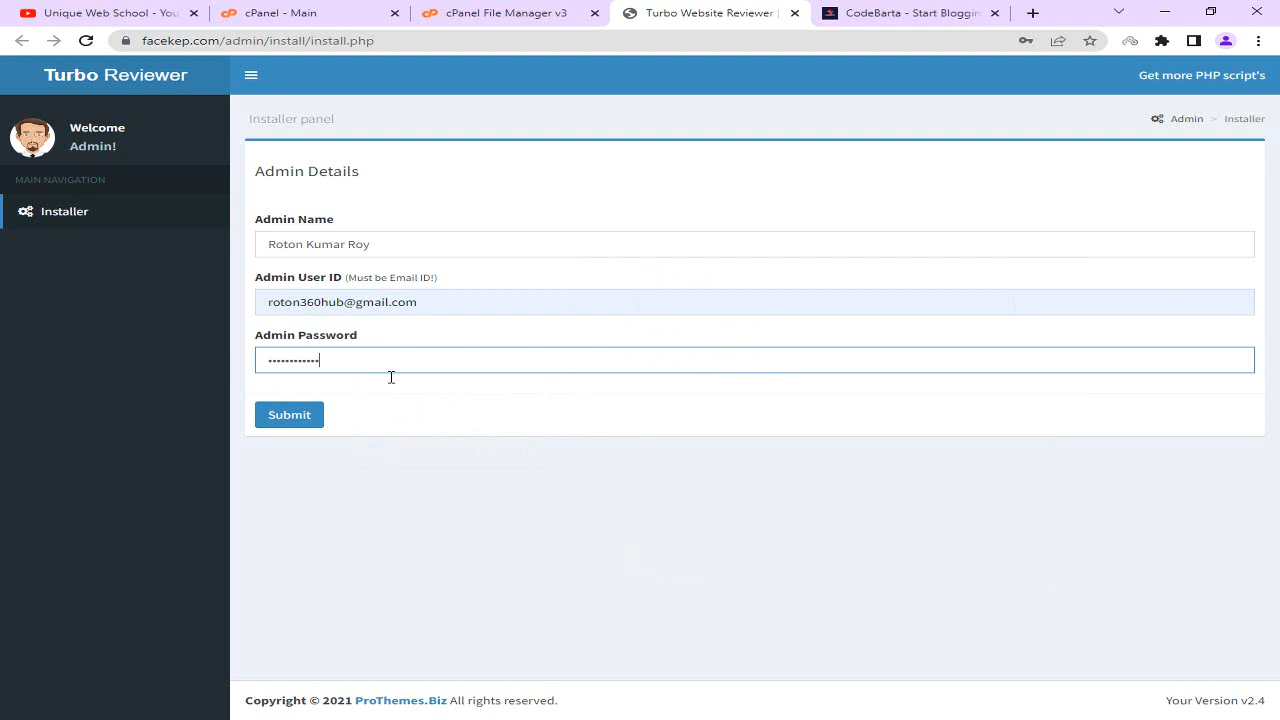 Unique Web School - You
cPanel - Main
cPanel File Manager v3
Turbo Website Reviewer |
CodeBarta - Start Bloggin
facekep.com/admin/install/install.php
Turbo Reviewer
Get more PHP script's
Welcome
Admin!
MAIN NAVIGATION
Installer
Installer panel
Admin > Installer
Admin Details
Admin Name
Roton Kumar Roy
Admin User ID (Must be Email ID!)
roton360hub@gmail.com
Admin Password
••••••••••••
Submit
Copyright © 2021 ProThemes.Biz All rights reserved.
Your Version v2.4